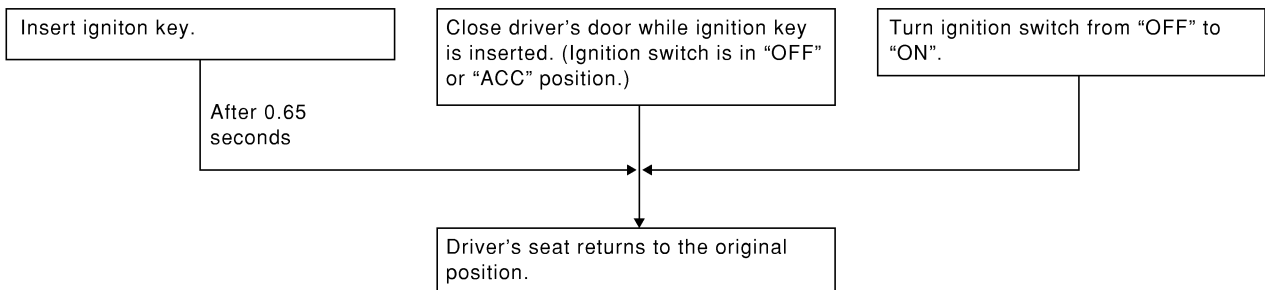 Insert igniton key.
Close driver’s door while ignition key
is inserted. (Ignition switch is in “OFF”
or “ACC” position.)
Turn ignition switch from “OFF” to
“ON”.
After 0.65
seconds
Driver’s seat returns to the original
position.